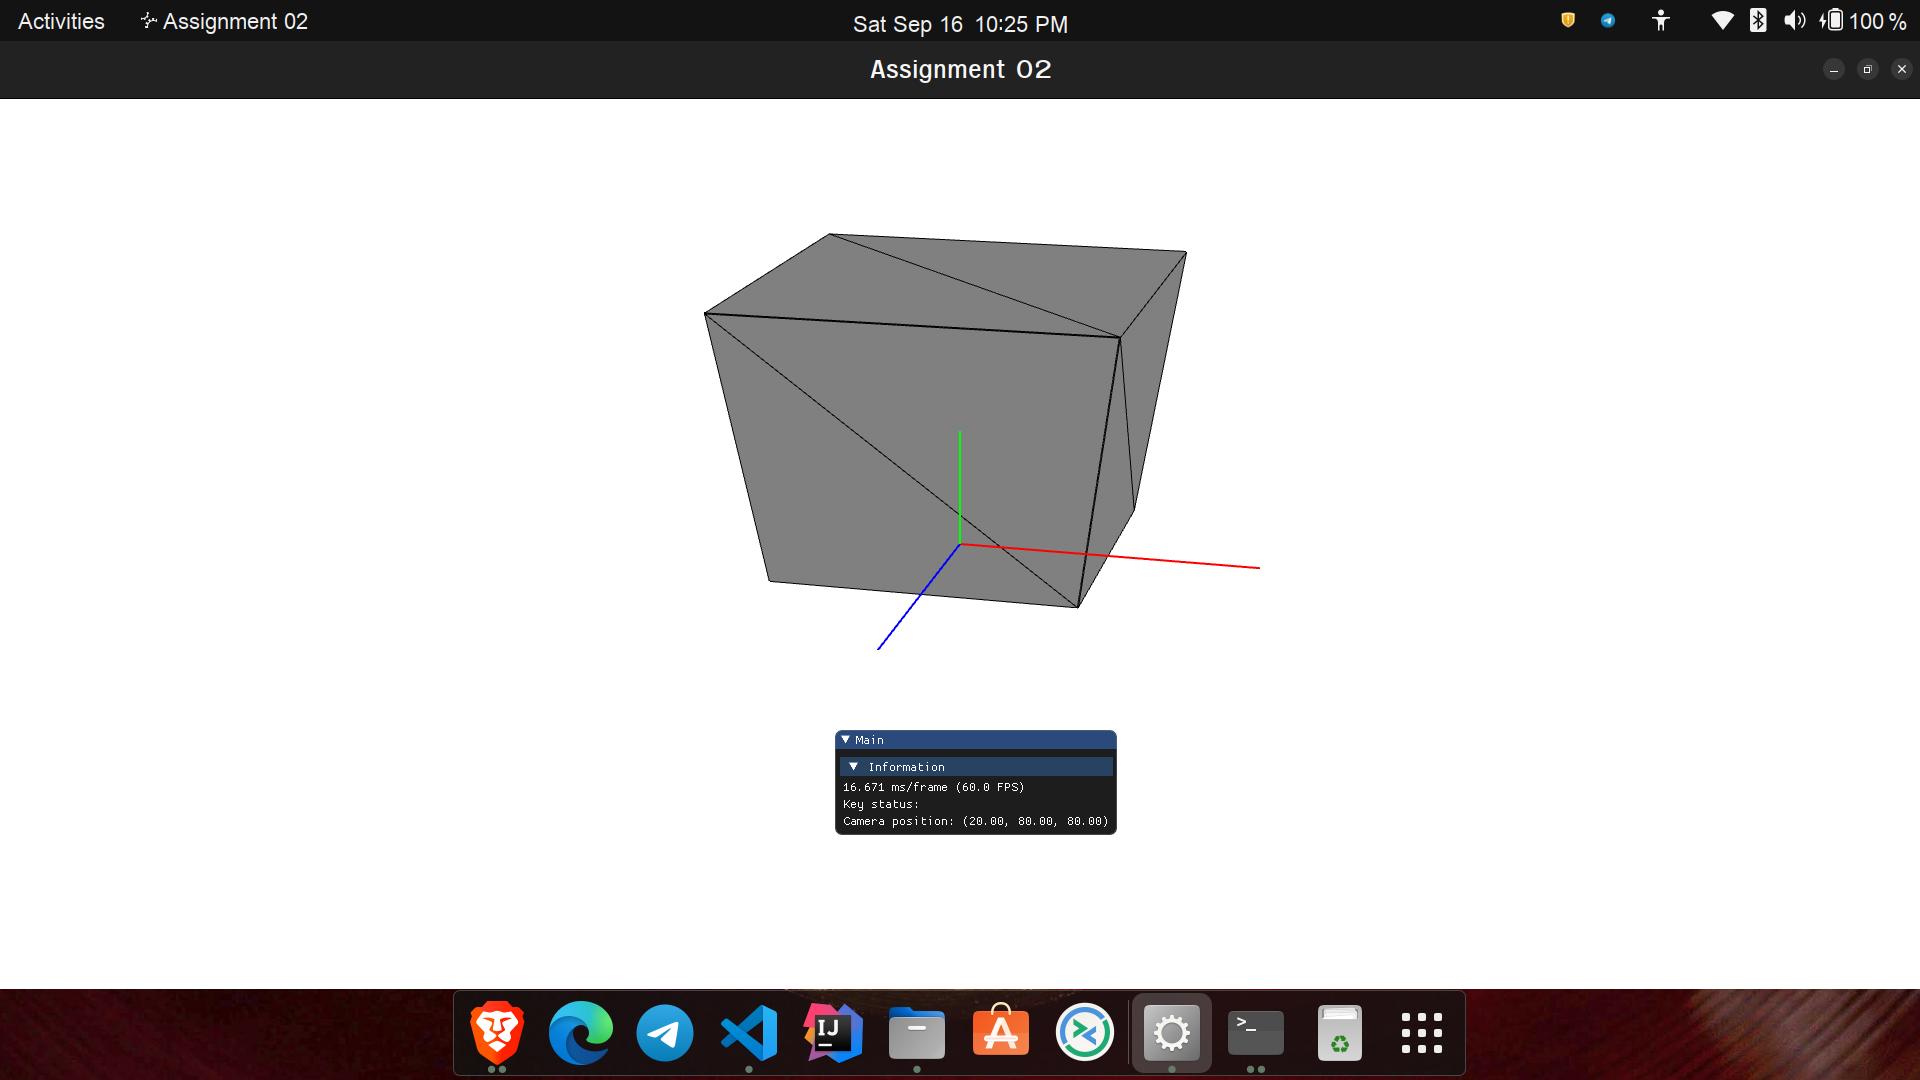 Activities Assignment 02 Sat Sep 16 10:25 PM 100 %
Assignment 02
Main
Information
16.671 ms/frame (60.0 FPS)
Key status:
Camera position: (20.00, 80.00, 80.00)
IJ
>_